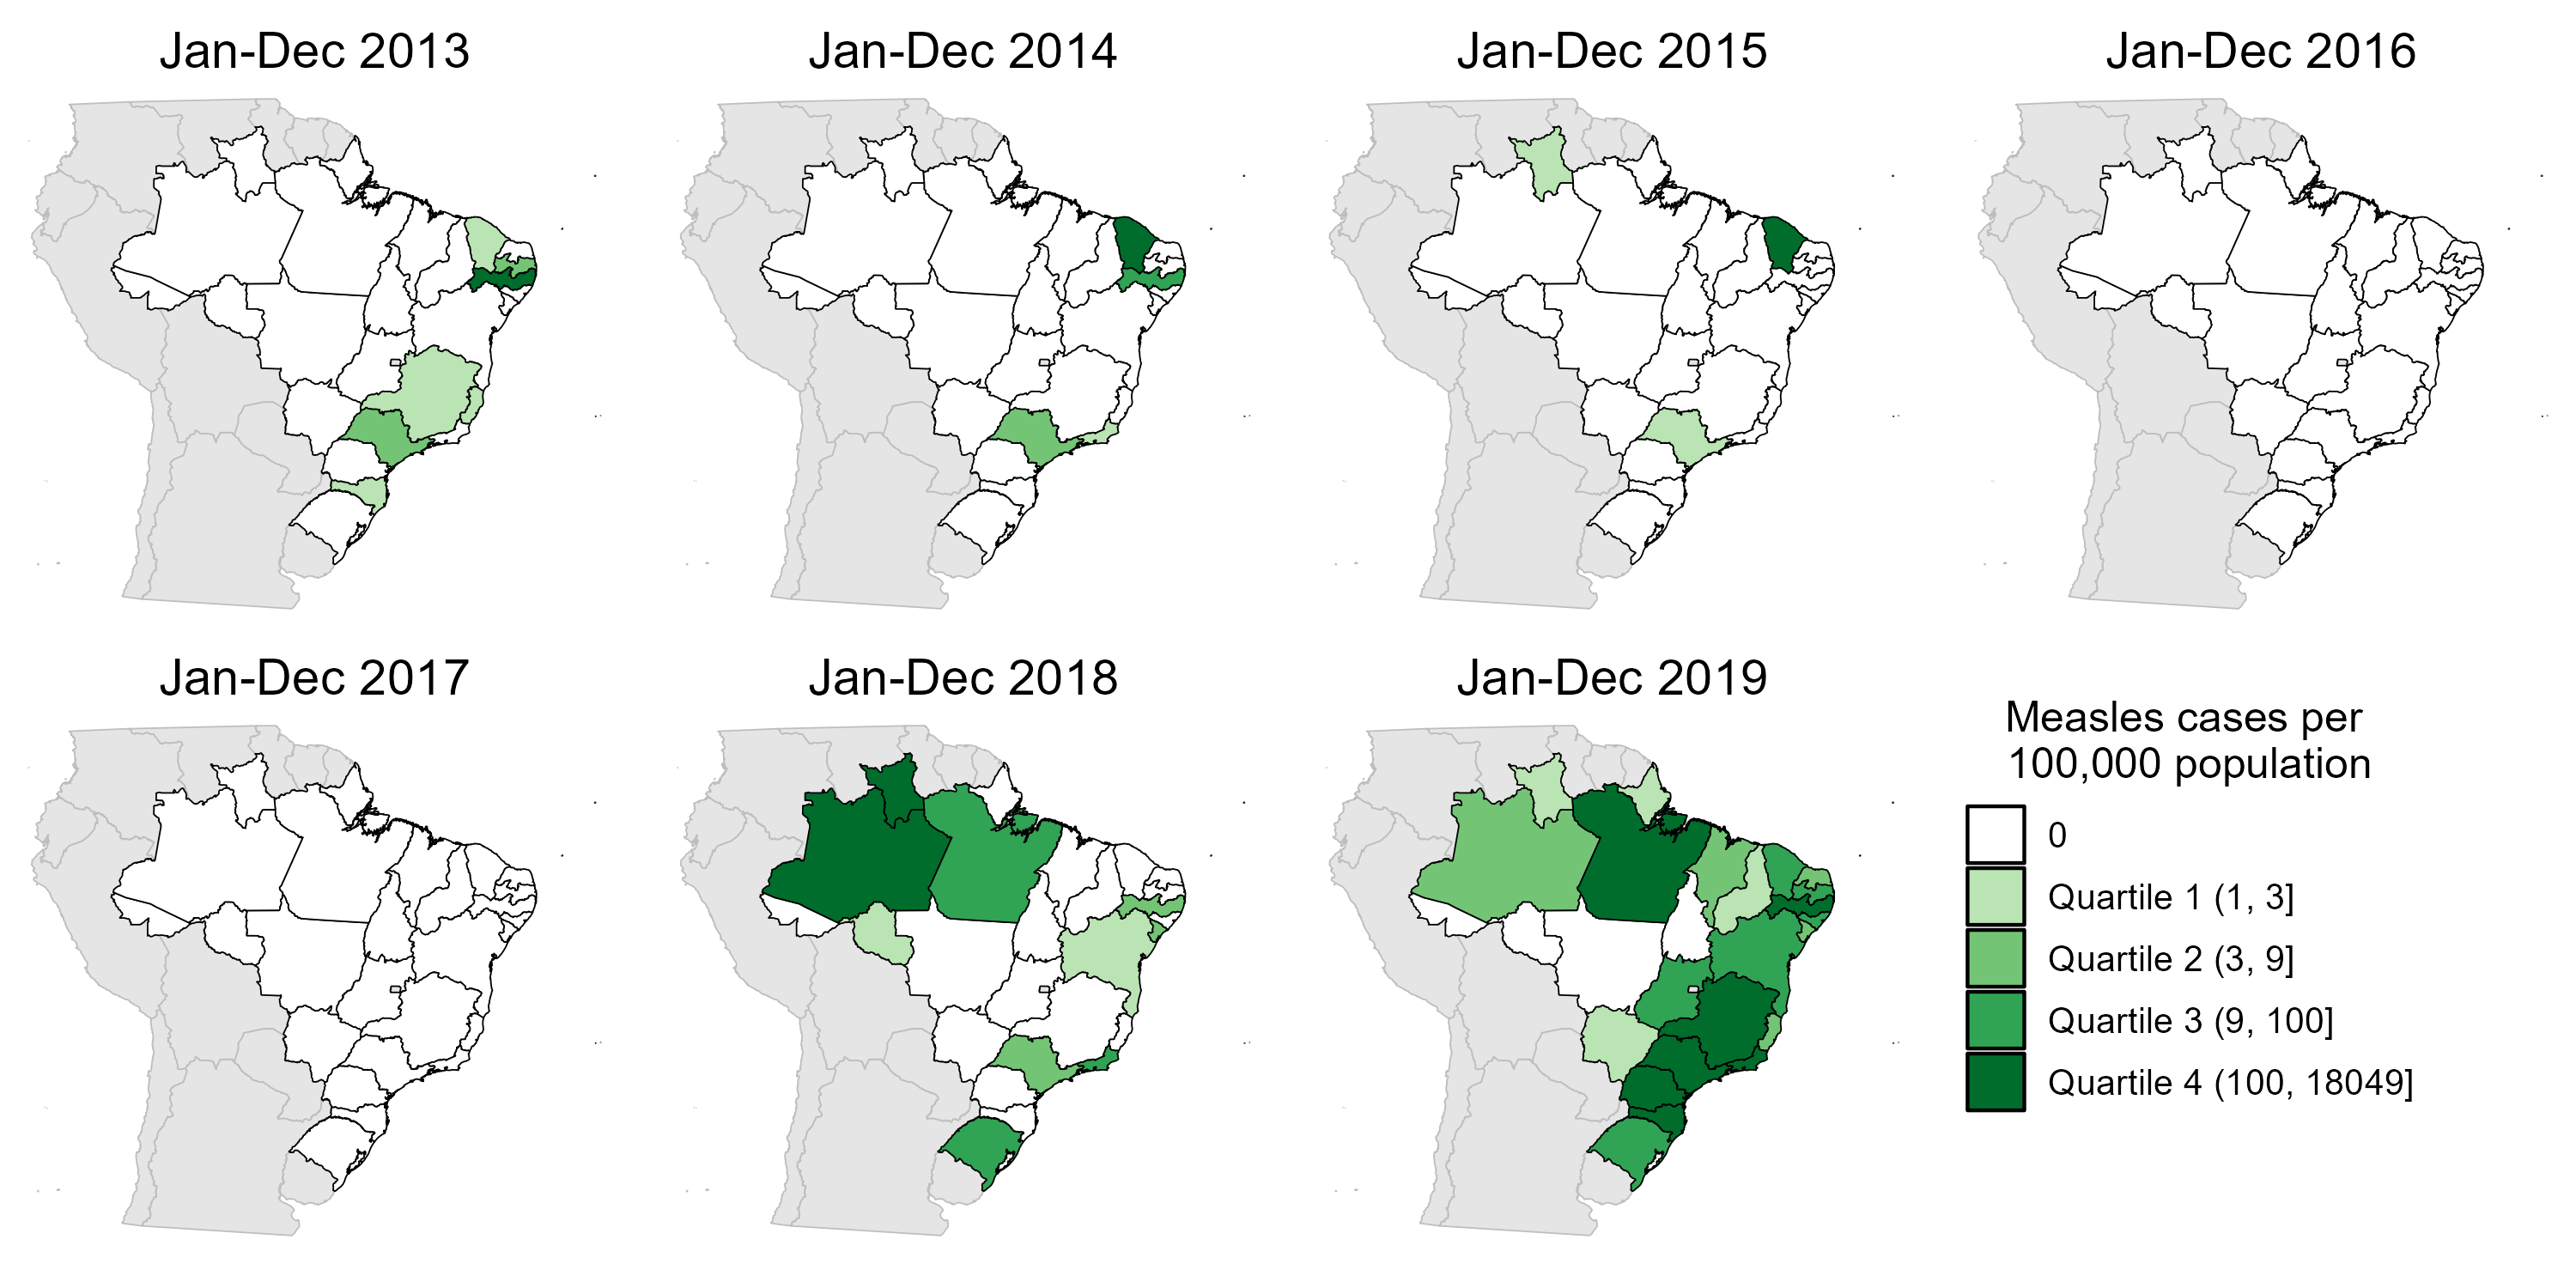 Jan-Dec 2013
Jan-Dec 2014
Jan-Dec 2015
Jan-Dec 2016
Jan-Dec 2017
Jan-Dec 2018
Jan-Dec 2019
Measles cases per
100,000 population
0
Quartile 1 (1, 3]
Quartile 2 (3, 9]
Quartile 3 (9, 100]
Quartile 4 (100, 18049]